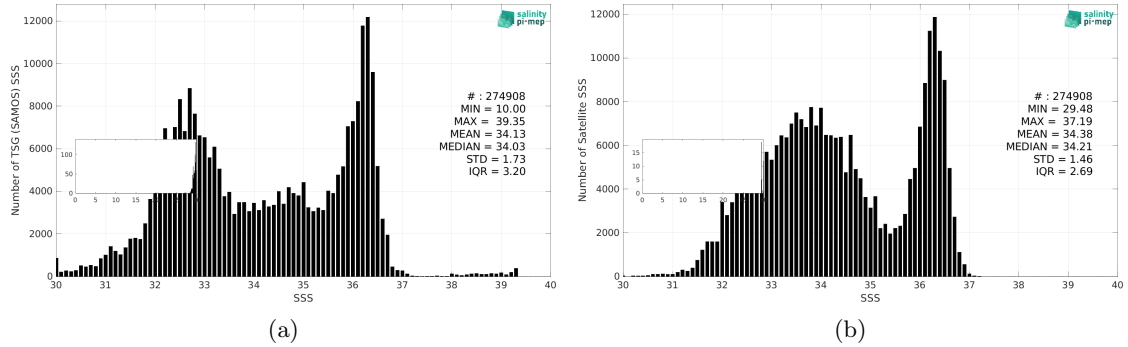 salinity
pi-mep
12000
10000
8000
6000
4000
2000
0
Number of TSG (SAMOS) SSS
# : 274908
MIN = 10.00
MAX = 39.35
MEAN = 34.13
MEDIAN = 34.03
STD = 1.73
IQR = 3.20
100
50
0
0 5 10 15 20 25 30
30 31 32 33 34 35 36 37 38 39 40
SSS
(a)
salinity
pi-mep
12000
10000
8000
6000
4000
2000
0
Number of Satellite SSS
# : 274908
MIN = 29.48
MAX = 37.19
MEAN = 34.38
MEDIAN = 34.21
STD = 1.46
IQR = 2.69
15
10
5
0
0 5 10 15 20 25
30 31 32 33 34 35 36 37 38 39 40
SSS
(b)